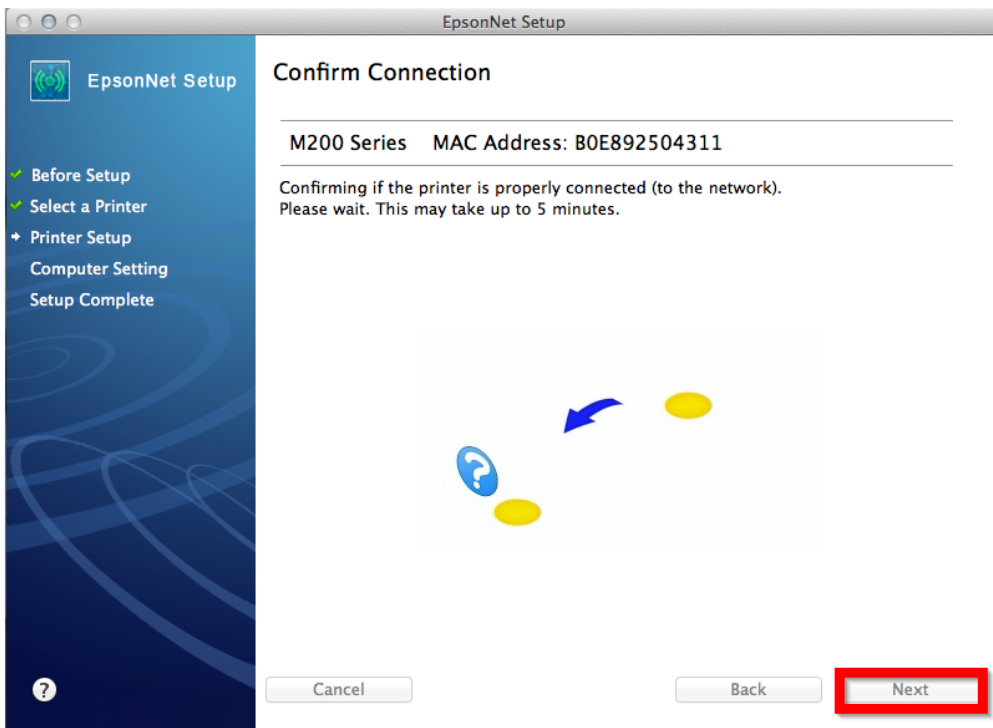 EpsonNet Setup
EpsonNet Setup
Confirm Connection
M200 Series MAC Address: B0E892504311
Before Setup
Select a Printer
Printer Setup
Computer Setting
Setup Complete
Confirming if the printer is properly connected (to the network).
Please wait. This may take up to 5 minutes.
?
?
Cancel
Back
Next